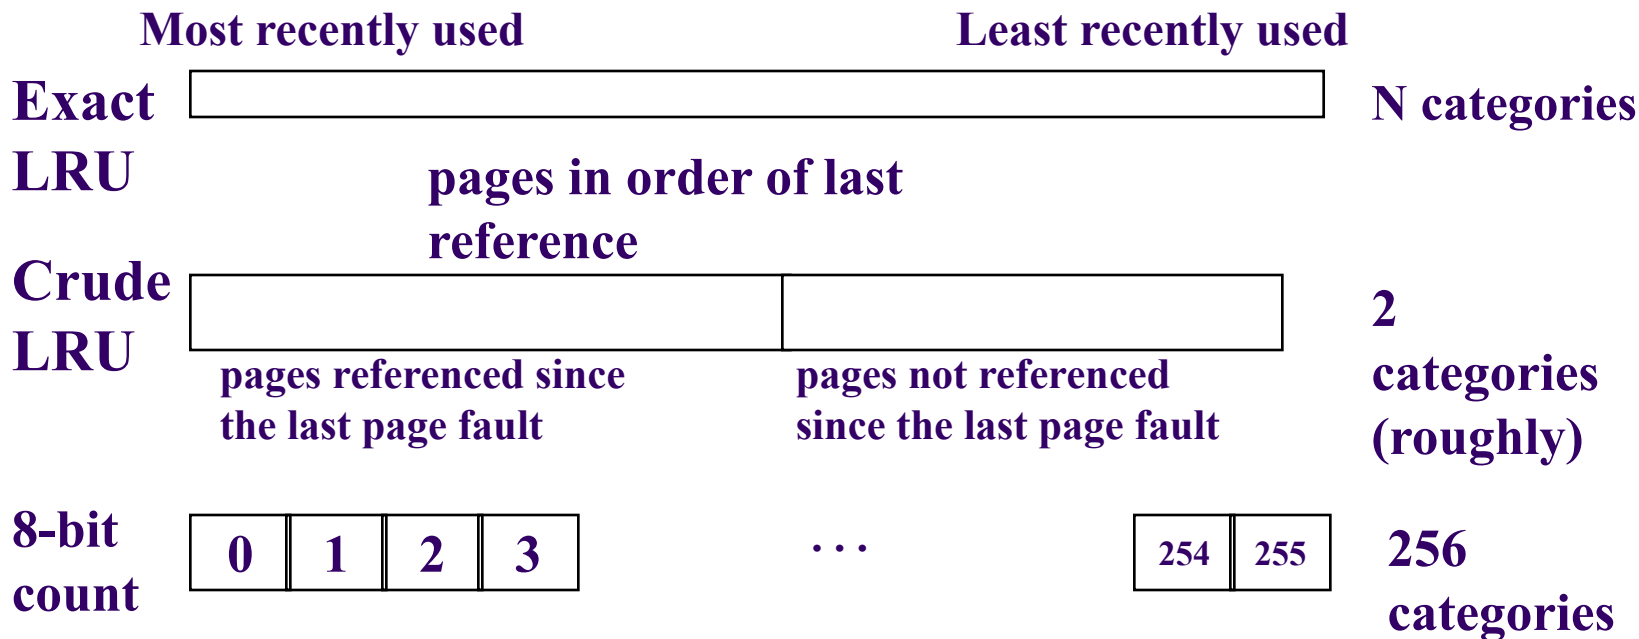 Most recently used
Least recently used
Exact
LRU
N categories
pages in order of last
reference
Crude
LRU
2
categories
(roughly)
pages referenced since
the last page fault
pages not referenced
since the last page fault
8-bit
count
0 1 2 3 ... 254 255
256
categories